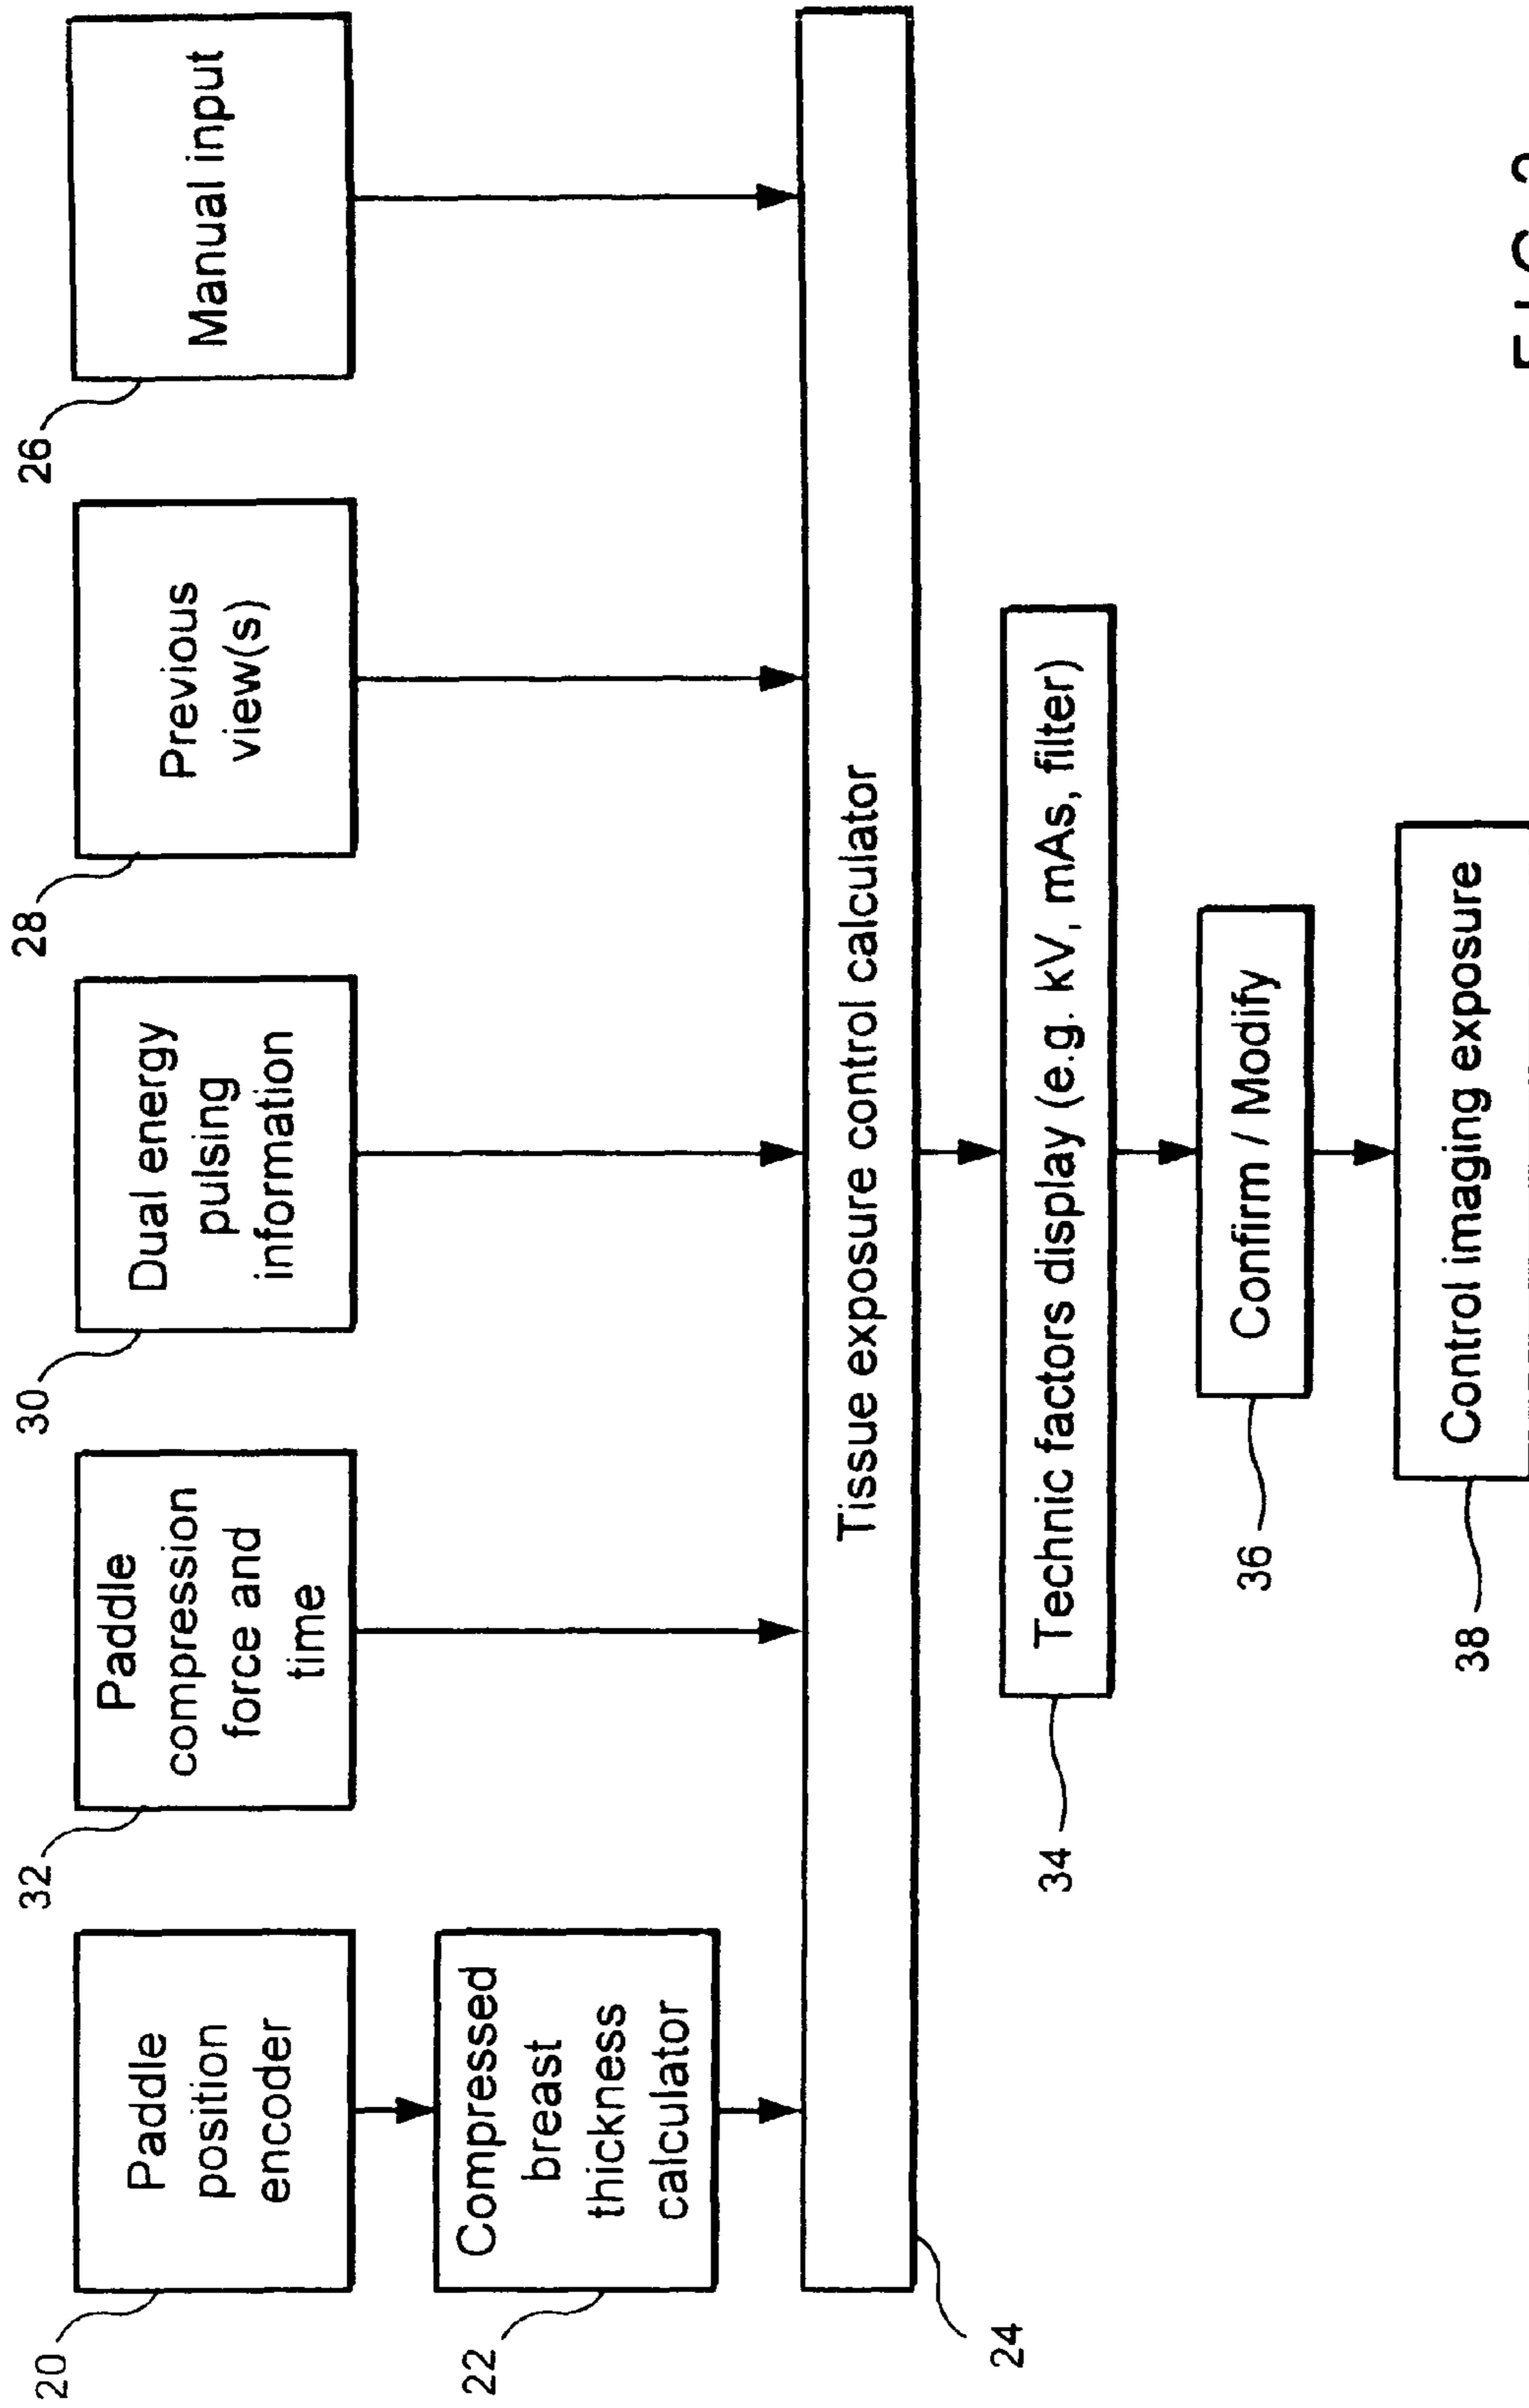 20
Paddle
position
encoder
32
Paddle
compression
force and
time
30
Dual energy
pulsing
information
28
Previous
view(s)
26
Manual input
22
Compressed
breast
thickness
calculator
24
Tissue exposure control calculator
34
Technic factors display (e.g. kV, mAs, filter)
36
Confirm / Modify
38
Control imaging exposure